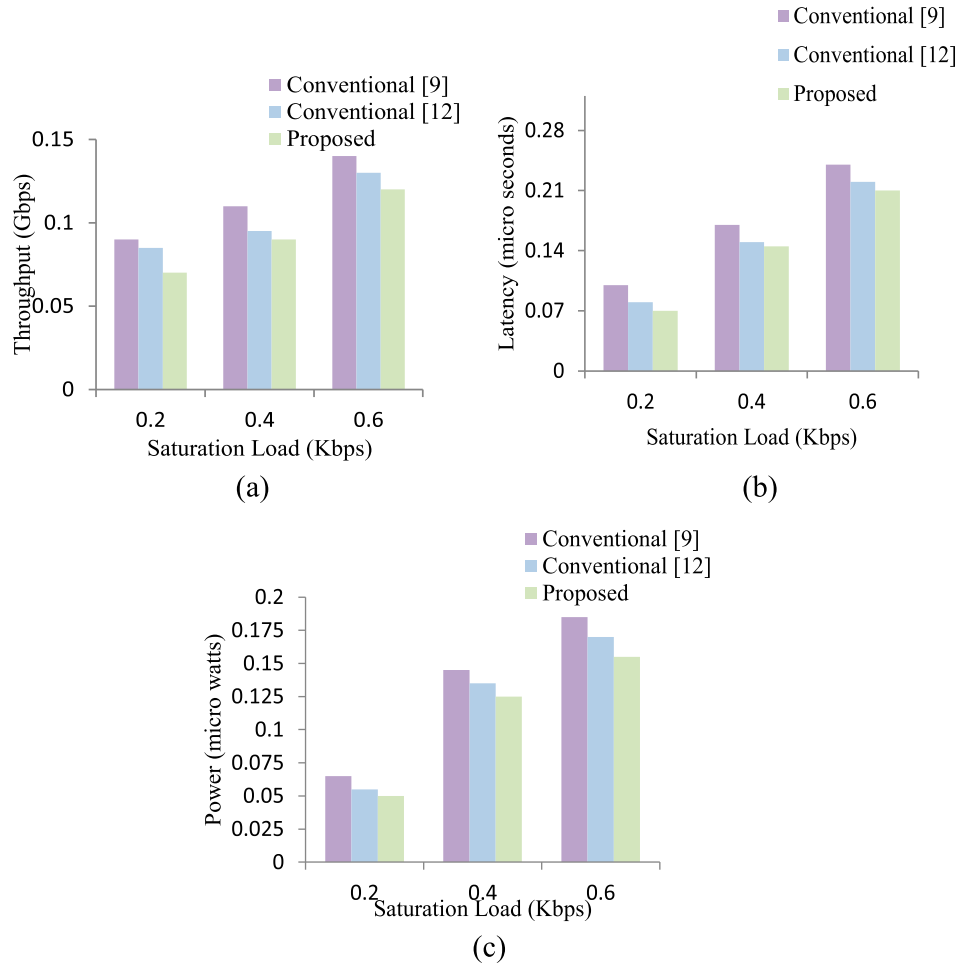 Conventional [9]
Conventional [12]
Proposed
0.15
0.1
0.05
0
Throughput (Gbps)
0.2 0.4 0.6
Saturation Load (Kbps)
(a)
Conventional [9]
Conventional [12]
Proposed
0.28
0.21
0.14
0.07
0
Latency (micro seconds)
0.2 0.4 0.6
Saturation Load (Kbps)
(b)
Conventional [9]
Conventional [12]
Proposed
0.2
0.175
0.15
0.125
0.1
0.075
0.05
0.025
0
Power (micro watts)
0.2 0.4 0.6
Saturation Load (Kbps)
(c)